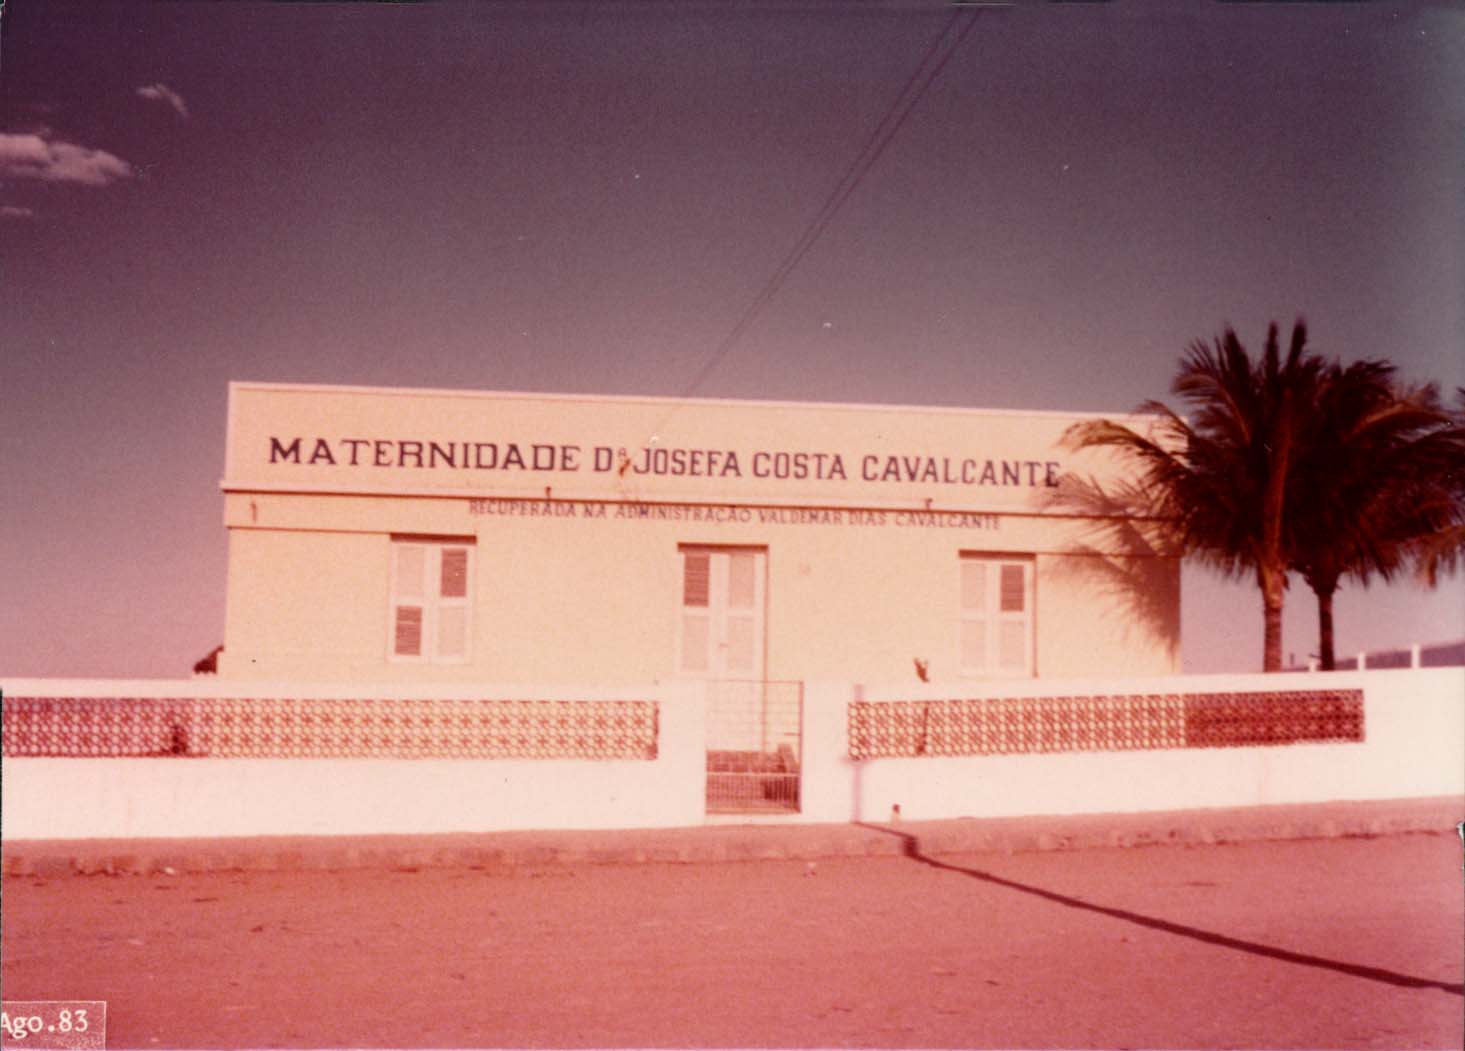 MATERNIDADE Dª JOSEFA COSTA CAVALCANTE
RECUPERADA NA ADMINISTRAÇÃO VALDEMAR DIAS CAVALCANTE
Ago.83